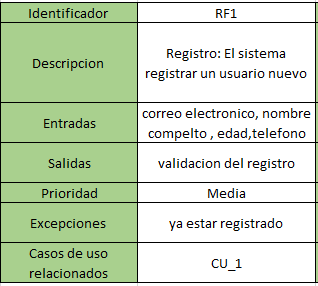 Identificador RF1
Descripcion Registro: El sistema
registrar un usuario nuevo
Entradas correo electronico, nombre
compelto , edad,telefono
Salidas validacion del registro
Prioridad Media
Excepciones ya estar registrado
Casos de uso
relacionados CU_1